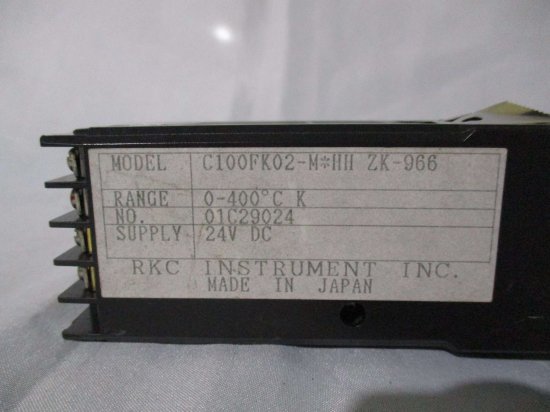 MODEL C100FK02-M*HH ZK-966
RANGE 0-400°C K
NO. 01C29024
SUPPLY 24V DC
RKC INSTRUMENT INC.
MADE IN JAPAN